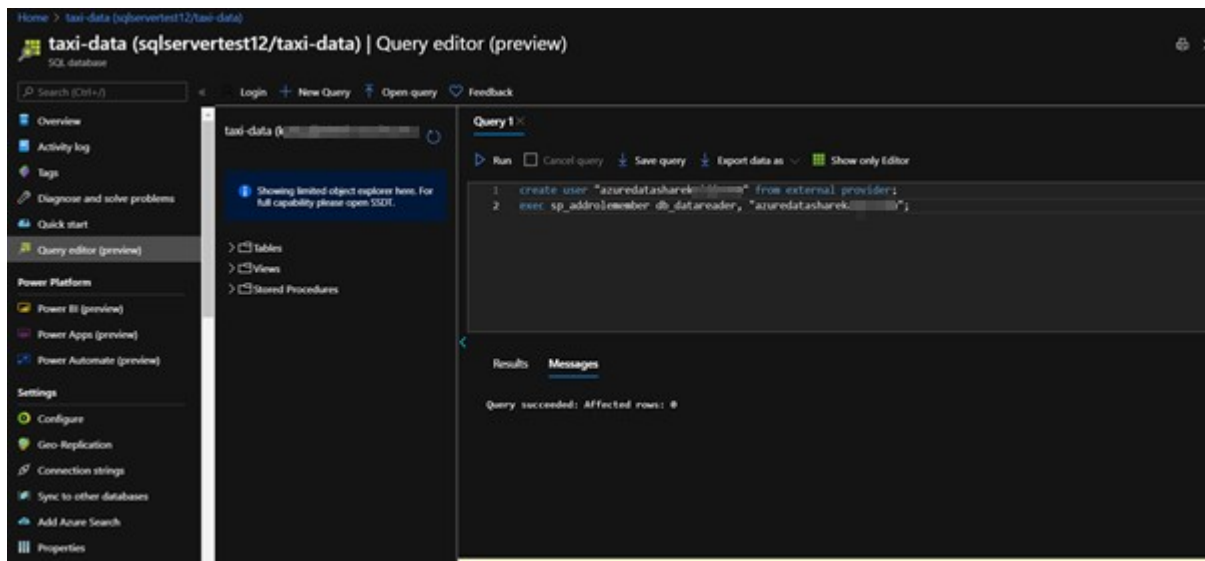 Home > taxi-data (sqlservertest12/taxi-data)
taxi-data (sqlservertest12/taxi-data) | Query editor (preview)
SQL database
Search (Ctrl+/)
«
Login + New Query Open query Feedback
Overview
Activity log
Tags
Diagnose and solve problems
Quick start
Query editor (preview)
Power Platform
Power BI (preview)
Power Apps (preview)
Power Automate (preview)
Settings
Configure
Geo-Replication
Connection strings
Sync to other databases
Add Azure Search
Properties
taxi-data (k
Showing limited object explorer here. For
full capability please open SSDT.
> Tables
> Views
> Stored Procedures
Query 1 ×
Run Cancel query Save query Export data as Show only Editor
1 create user "azuredatasharek" from external provider;
2 exec sp_addrolemember db_datareader, "azuredatasharek";
Results Messages
Query succeeded: Affected rows: 0